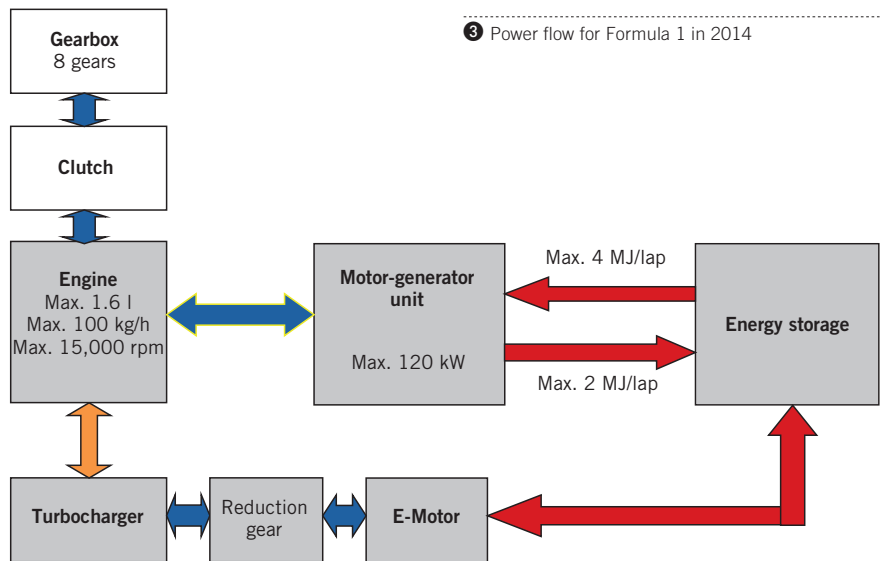 ❸ Power flow for Formula 1 in 2014
Gearbox
8 gears
Clutch
Engine
Max. 1.6 l
Max. 100 kg/h
Max. 15,000 rpm
Motor-generator
unit
Max. 120 kW
Max. 4 MJ/lap
Max. 2 MJ/lap
Energy storage
Turbocharger
Reduction
gear
E-Motor